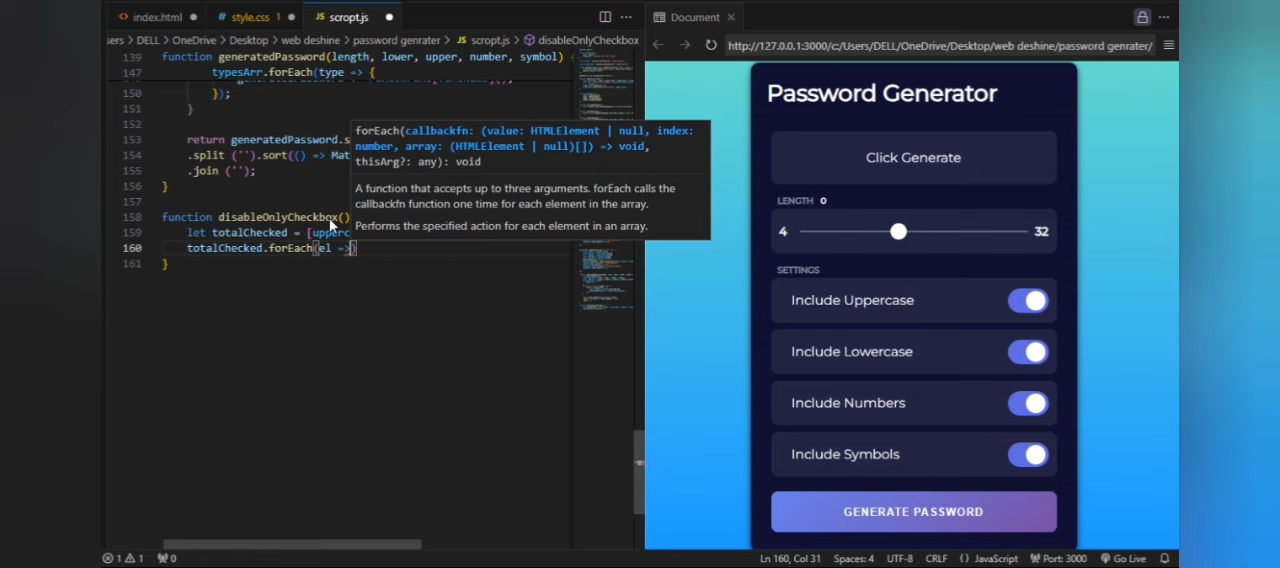 index.html
style.css 1
JS scropt.js
Document
ers > DELL > OneDrive > Desktop > web deshine > password genrater > JS scropt.js > disableOnlyCheckbox
http://127.0.0.1:3000/c:/Users/DELL/OneDrive/Desktop/web deshine/password genrater/
139 function generatedPassword(length, lower, upper, number, symbol) {
147 typesArr.forEach(type => {
150 });
151 }
152
153 return generatedPassword.s
154 .split ('').sort(() => Mat
155 .join ('');
156 }
157
158 function disableOnlyCheckbox()
159 let totalChecked = [upperc
160 totalChecked.forEach(el =>)
161 }
forEach(callbackfn: (value: HTMLElement | null, index:
number, array: (HTMLElement | null)[]) => void,
thisArg?: any): void
A function that accepts up to three arguments. forEach calls the
callbackfn function one time for each element in the array.
Performs the specified action for each element in an array.
Password Generator
Click Generate
LENGTH 0
4 32
SETTINGS
Include Uppercase
Include Lowercase
Include Numbers
Include Symbols
GENERATE PASSWORD
1 1 0 Ln 160, Col 31 Spaces: 4 UTF-8 CRLF {} JavaScript Port: 3000 Go Live